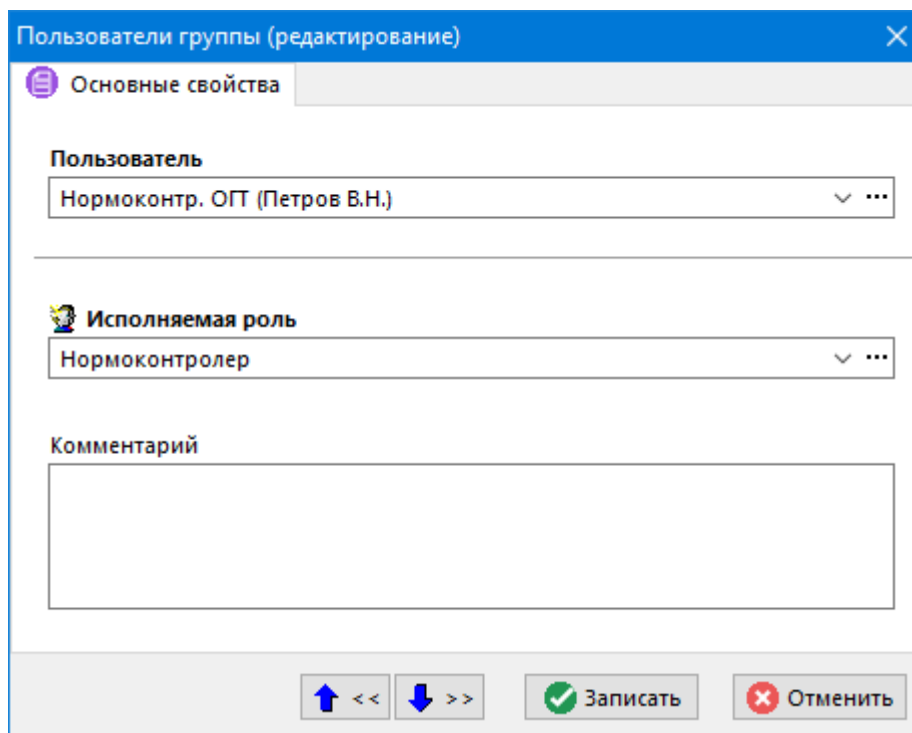 Пользователи группы (редактирование)
Основные свойства
Пользователь
Нормоконтр. ОГТ (Петров В.Н.)
Исполняемая роль
Нормоконтролер
Комментарий
<< >> Записать Отменить